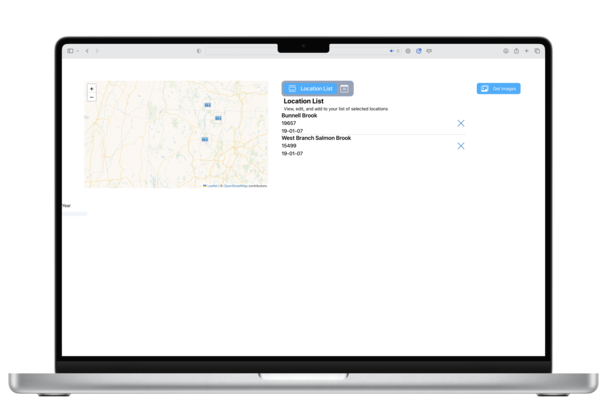 +
−
Leaflet | © OpenStreetMap contributors
Year
Location List
Location List
View, edit, and add to your list of selected locations
Bunnell Brook
19657
19-01-07
West Branch Salmon Brook
15499
19-01-07
Get Images